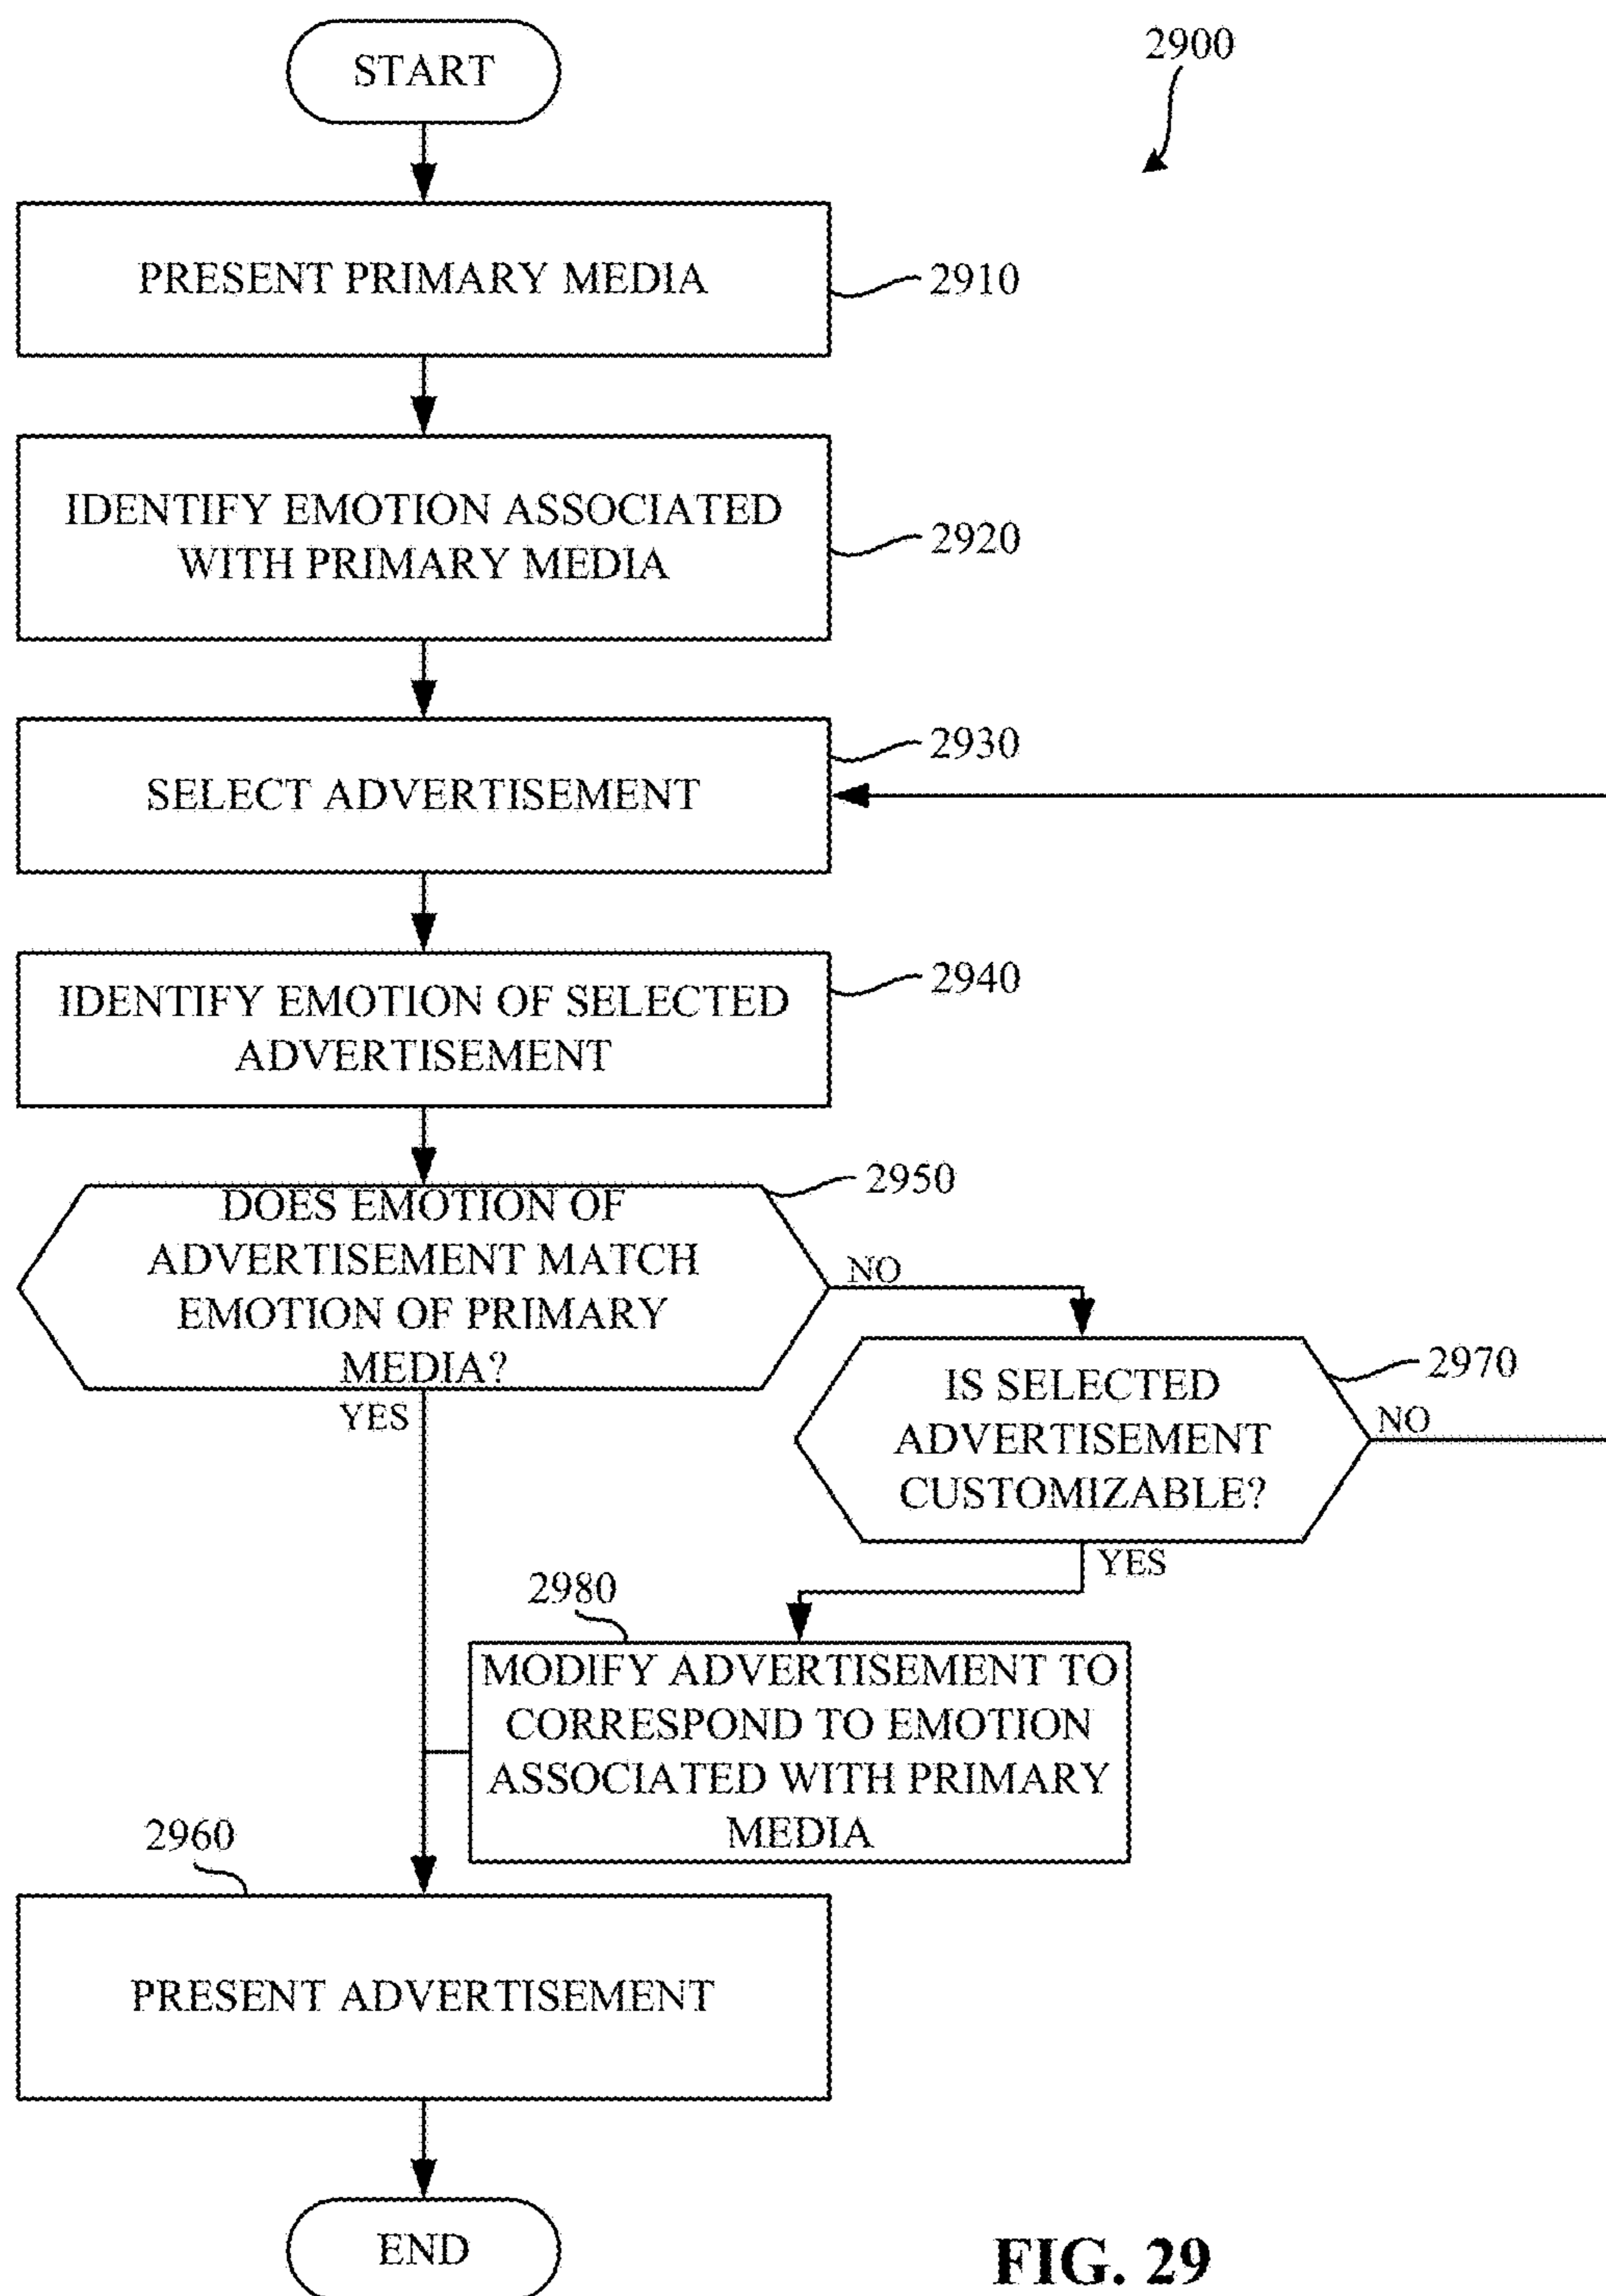 START
2900
PRESENT PRIMARY MEDIA
2910
IDENTIFY EMOTION ASSOCIATED
WITH PRIMARY MEDIA
2920
2930
SELECT ADVERTISEMENT
2940
IDENTIFY EMOTION OF SELECTED
ADVERTISEMENT
2950
DOES EMOTION OF
ADVERTISEMENT MATCH
EMOTION OF PRIMARY
MEDIA?
NO
YES
2970
IS SELECTED
ADVERTISEMENT
CUSTOMIZABLE?
NO
YES
2980
MODIFY ADVERTISEMENT TO
CORRESPOND TO EMOTION
ASSOCIATED WITH PRIMARY
MEDIA
2960
PRESENT ADVERTISEMENT
END
FIG. 29